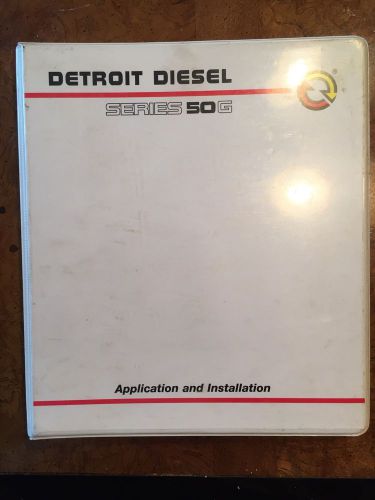 DETROIT DIESEL
SERIES 50G
®
Application and Installation